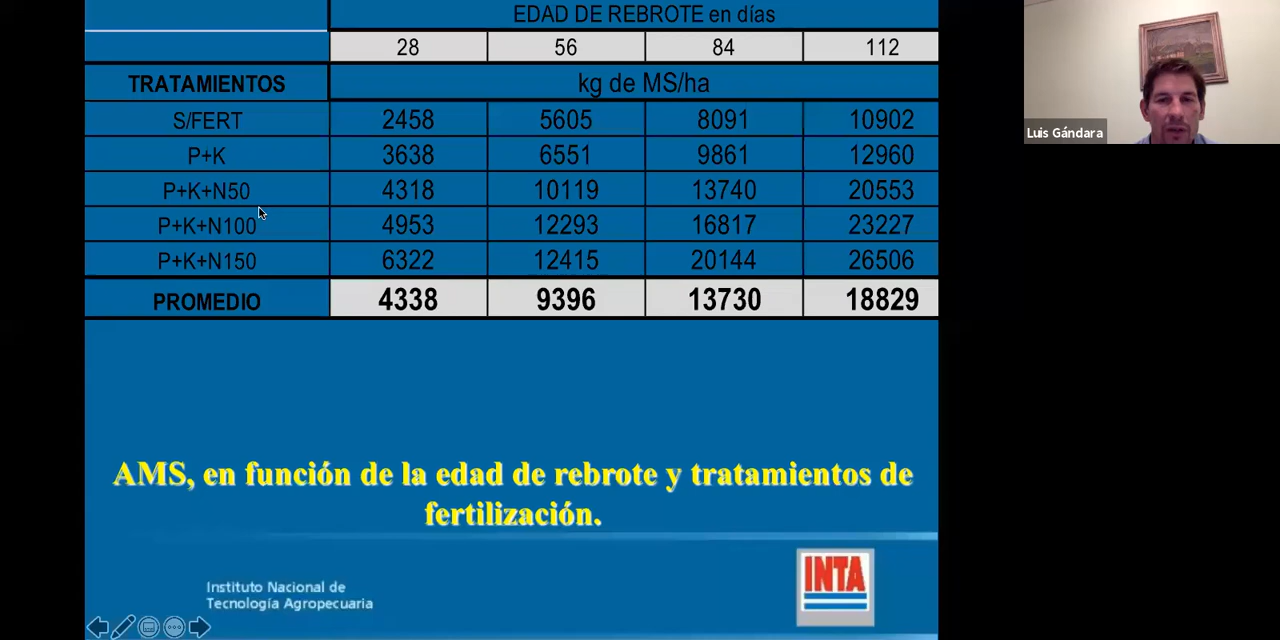 EDAD DE REBROTE en días
28 56 84 112
TRATAMIENTOS kg de MS/ha
S/FERT 2458 5605 8091 10902
P+K 3638 6551 9861 12960
P+K+N50 4318 10119 13740 20553
P+K+N100 4953 12293 16817 23227
P+K+N150 6322 12415 20144 26506
PROMEDIO 4338 9396 13730 18829
AMS, en función de la edad de rebrote y tratamientos de
fertilización.
Instituto Nacional de
Tecnología Agropecuaria
INTA
Luis Gándara